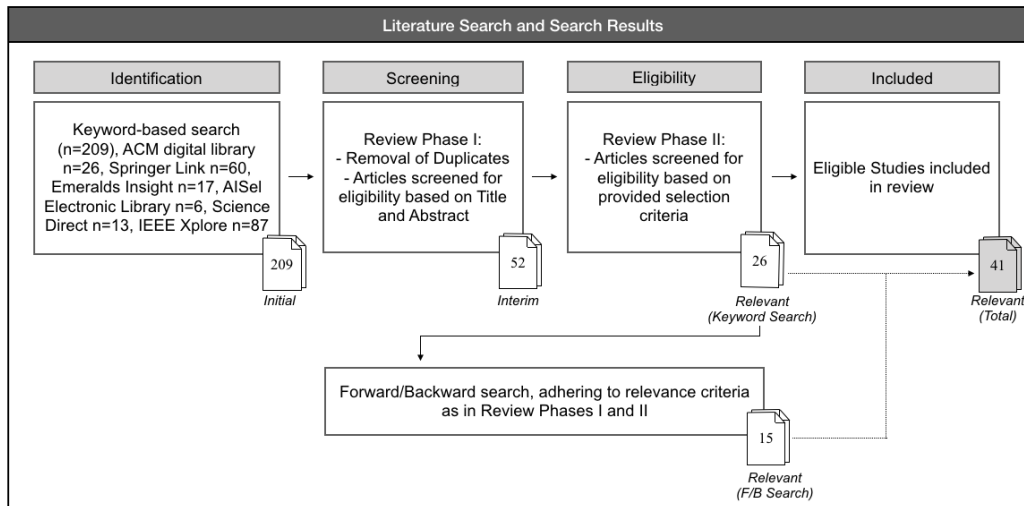 Literature Search and Search Results
Identification
Screening
Eligibility
Included
Keyword-based search
(n=209), ACM digital library
n=26, Springer Link n=60,
Emeralds Insight n=17, AISel
Electronic Library n=6, Science
Direct n=13, IEEE Xplore n=87
209
Initial
Review Phase I:
- Removal of Duplicates
- Articles screened for
eligibility based on Title
and Abstract
52
Interim
Review Phase II:
- Articles screened for
eligibility based on
provided selection
criteria
26
Relevant
(Keyword Search)
Eligible Studies included
in review
41
Relevant
(Total)
Forward/Backward search, adhering to relevance criteria
as in Review Phases I and II
15
Relevant
(F/B Search)